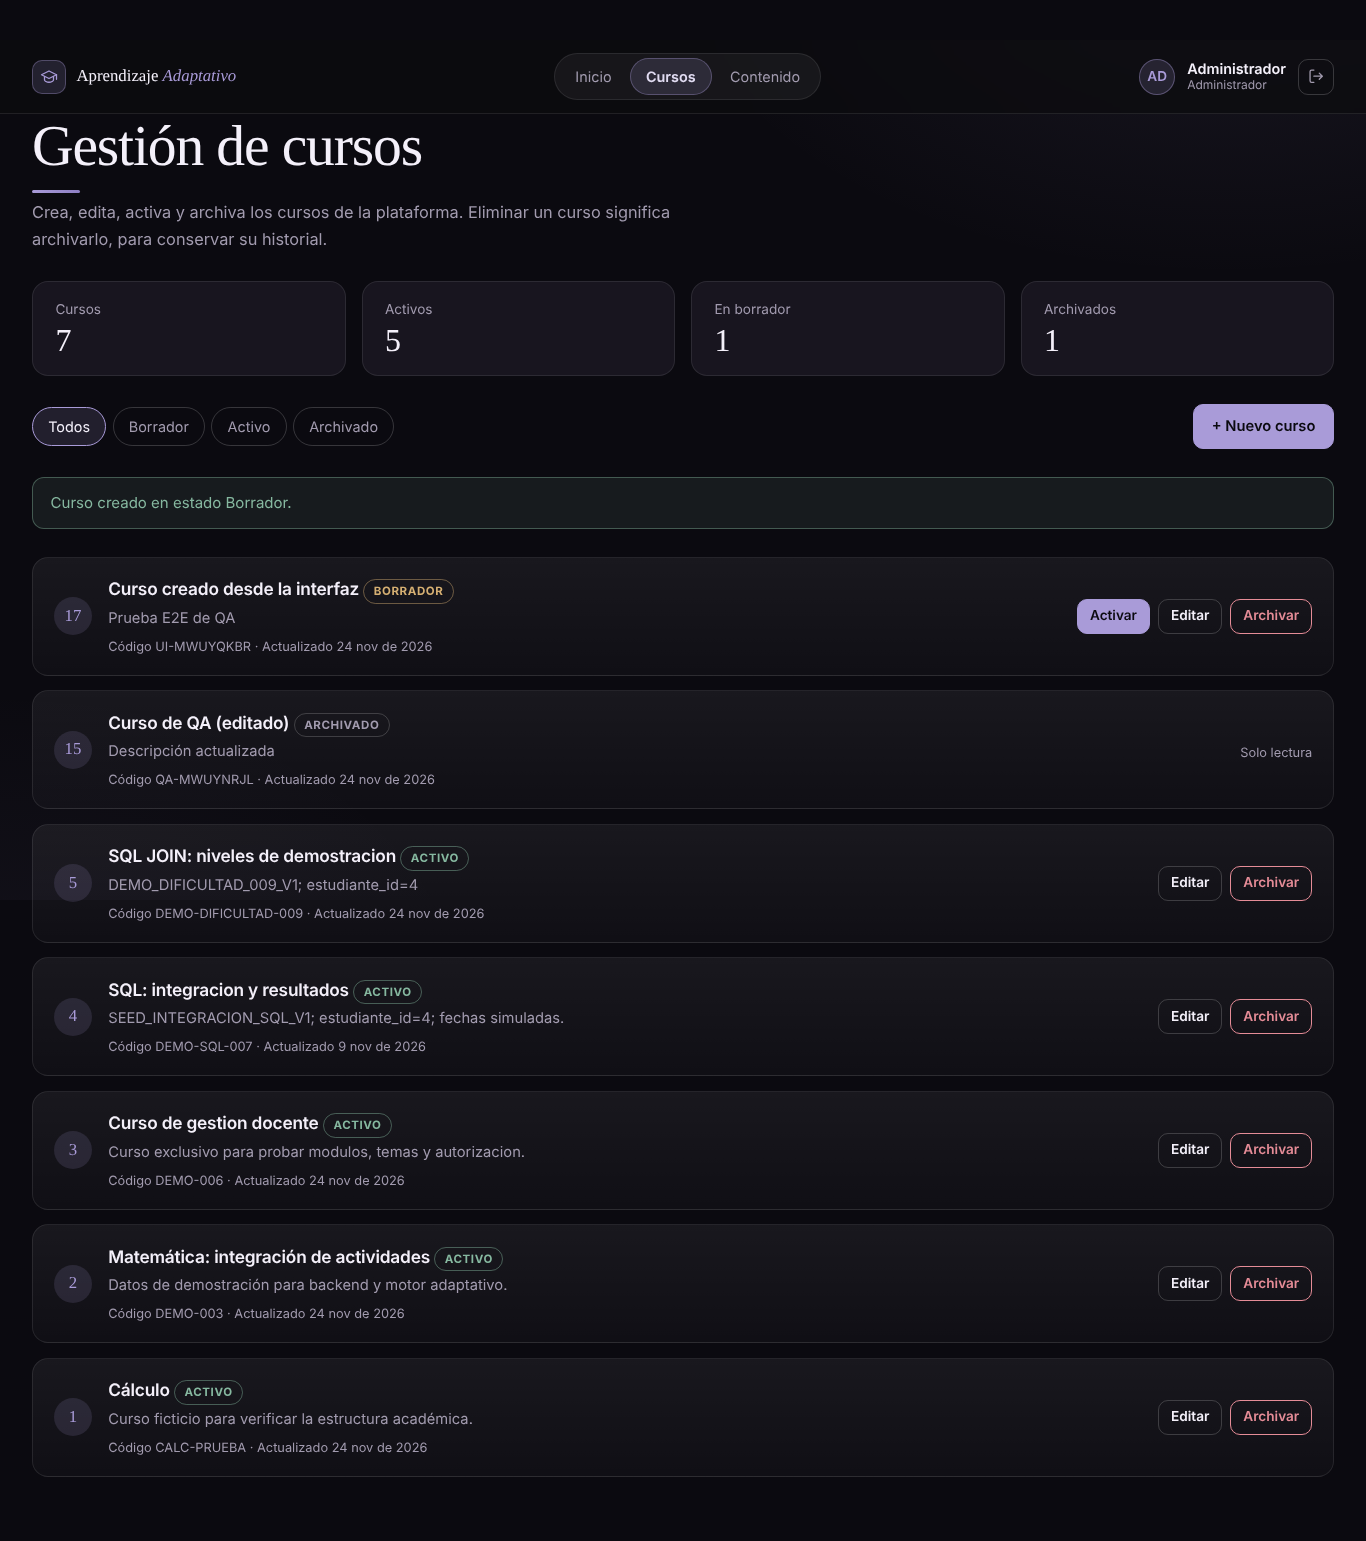 Aprendizaje Adaptativo
Inicio
Cursos
Contenido
AD
Administrador
Administrador
Gestión de cursos
Crea, edita, activa y archiva los cursos de la plataforma. Eliminar un curso significa
archivarlo, para conservar su historial.
Cursos
7
Activos
5
En borrador
1
Archivados
1
Todos
Borrador
Activo
Archivado
+ Nuevo curso
Curso creado en estado Borrador.
17
Curso creado desde la interfaz BORRADOR
Prueba E2E de QA
Código UI-MWUYQKBR · Actualizado 24 nov de 2026
Activar
Editar
Archivar
15
Curso de QA (editado) ARCHIVADO
Descripción actualizada
Código QA-MWUYNRJL · Actualizado 24 nov de 2026
Solo lectura
5
SQL JOIN: niveles de demostracion ACTIVO
DEMO_DIFICULTAD_009_V1; estudiante_id=4
Código DEMO-DIFICULTAD-009 · Actualizado 24 nov de 2026
Editar
Archivar
4
SQL: integracion y resultados ACTIVO
SEED_INTEGRACION_SQL_V1; estudiante_id=4; fechas simuladas.
Código DEMO-SQL-007 · Actualizado 9 nov de 2026
Editar
Archivar
3
Curso de gestion docente ACTIVO
Curso exclusivo para probar modulos, temas y autorizacion.
Código DEMO-006 · Actualizado 24 nov de 2026
Editar
Archivar
2
Matemática: integración de actividades ACTIVO
Datos de demostración para backend y motor adaptativo.
Código DEMO-003 · Actualizado 24 nov de 2026
Editar
Archivar
1
Cálculo ACTIVO
Curso ficticio para verificar la estructura académica.
Código CALC-PRUEBA · Actualizado 24 nov de 2026
Editar
Archivar